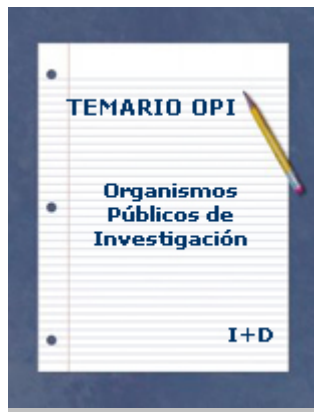 TEMARIO OPI
Organismos
Públicos de
Investigación
I+D